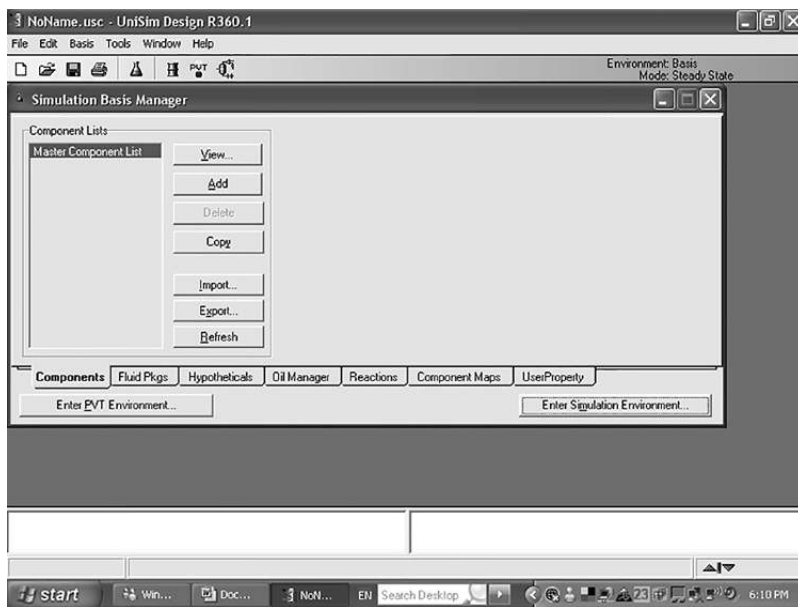 NoName.usc - UniSim Design R360.1
File Edit Basis Tools Window Help
PVT
Environment: Basis
Mode: Steady State
Simulation Basis Manager
Component Lists
Master Component List
View...
Add
Delete
Copy
Import...
Export...
Refresh
Components Fluid Pkgs Hypotheticals Oil Manager Reactions Component Maps UserProperty
Enter PVT Environment... Enter Simulation Environment...
start Win... Doc... NoN... EN Search Desktop 23 6:18 PM